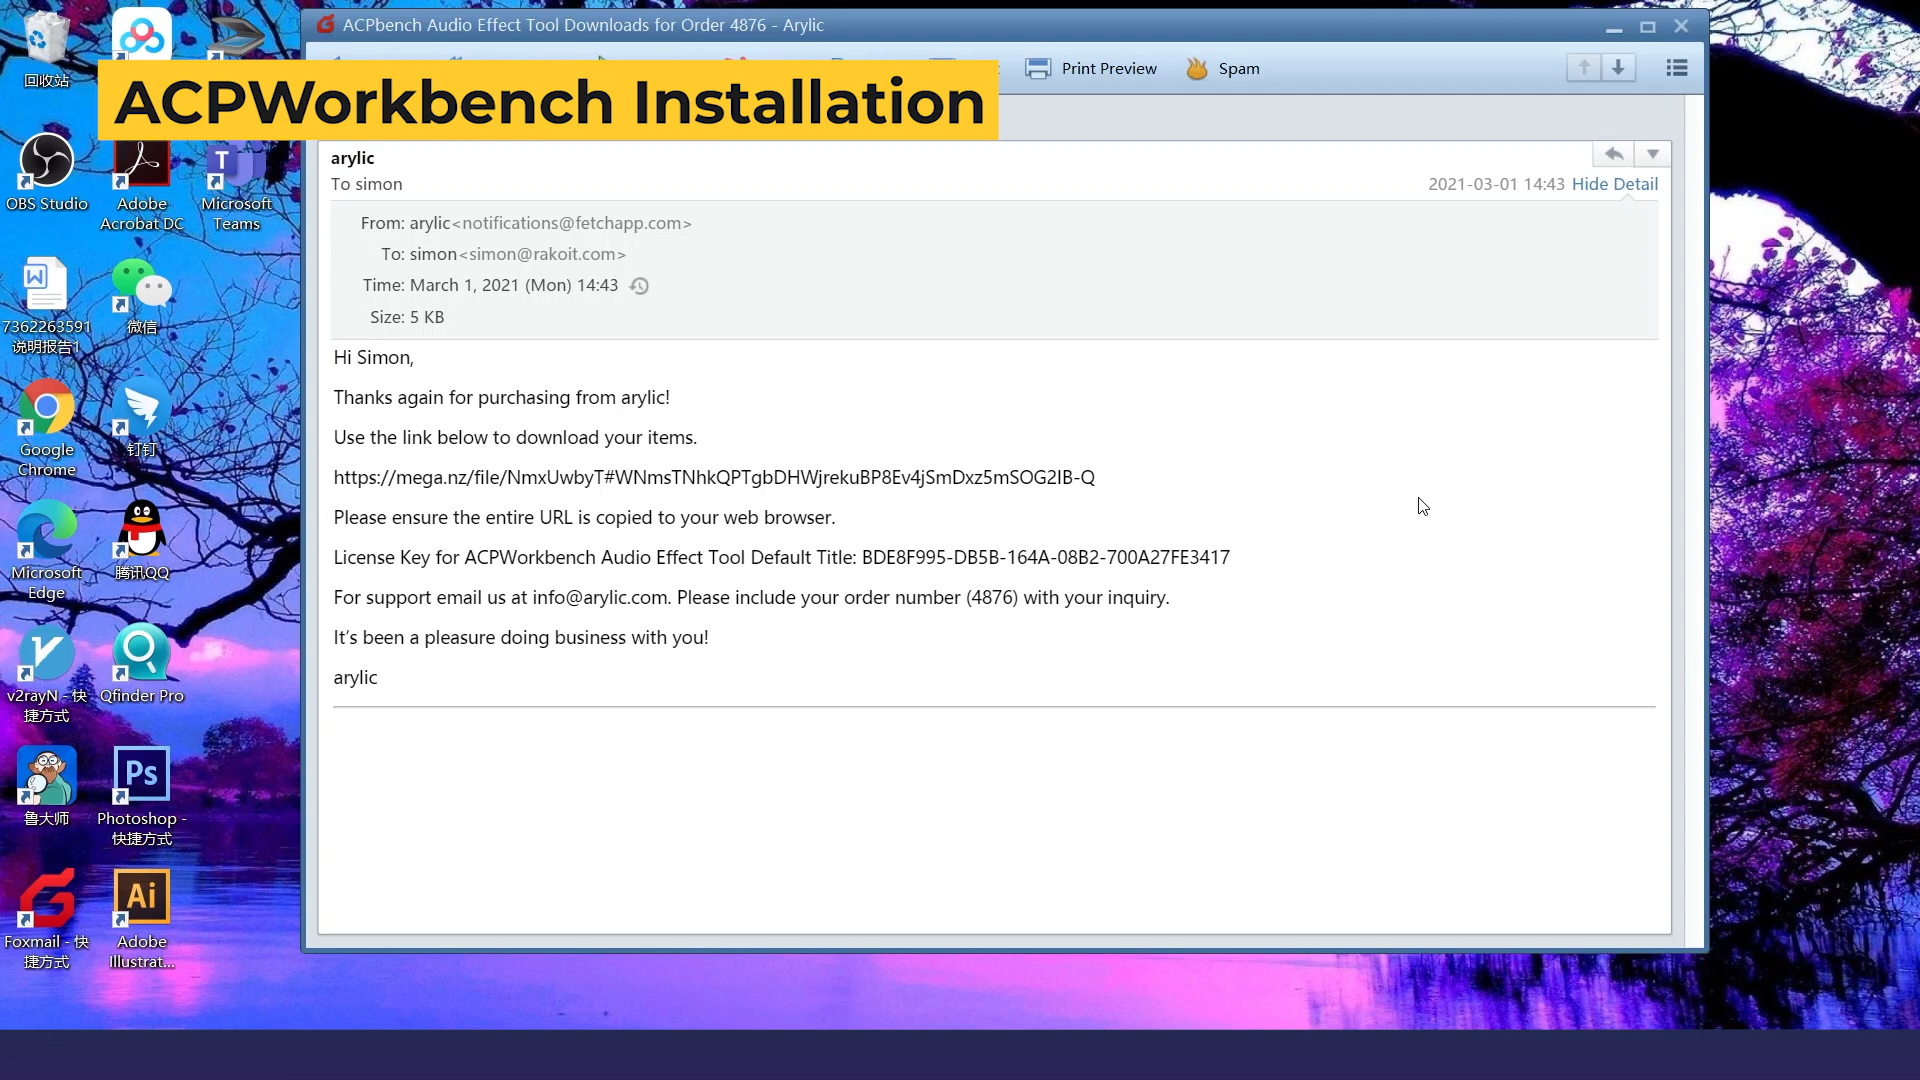 ACPbench Audio Effect Tool Downloads for Order 4876 - Arylic
Print Preview
Spam
ACPWorkbench Installation
arylic
To simon
2021-03-01 14:43 Hide Detail
From: arylic<notifications@fetchapp.com>
To: simon<simon@rakoit.com>
Time: March 1, 2021 (Mon) 14:43
Size: 5 KB
Hi Simon,
Thanks again for purchasing from arylic!
Use the link below to download your items.
https://mega.nz/file/NmxUwbyT#WNmsTNhkQPTgbDHWjrekuBP8Ev4jSmDxz5mSOG2IB-Q
Please ensure the entire URL is copied to your web browser.
License Key for ACPWorkbench Audio Effect Tool Default Title: BDE8F995-DB5B-164A-08B2-700A27FE3417
For support email us at info@arylic.com. Please include your order number (4876) with your inquiry.
It's been a pleasure doing business with you!
arylic
回收站
OBS Studio
Adobe
Acrobat DC
T
Microsoft
Teams
W
7362263591
说明报告1
微信
Google
Chrome
钉钉
Microsoft
Edge
腾讯QQ
v2rayN - 快
捷方式
Qfinder Pro
鲁大师
Ps
Photoshop -
快捷方式
Foxmail - 快
捷方式
Ai
Adobe
Illustrat...